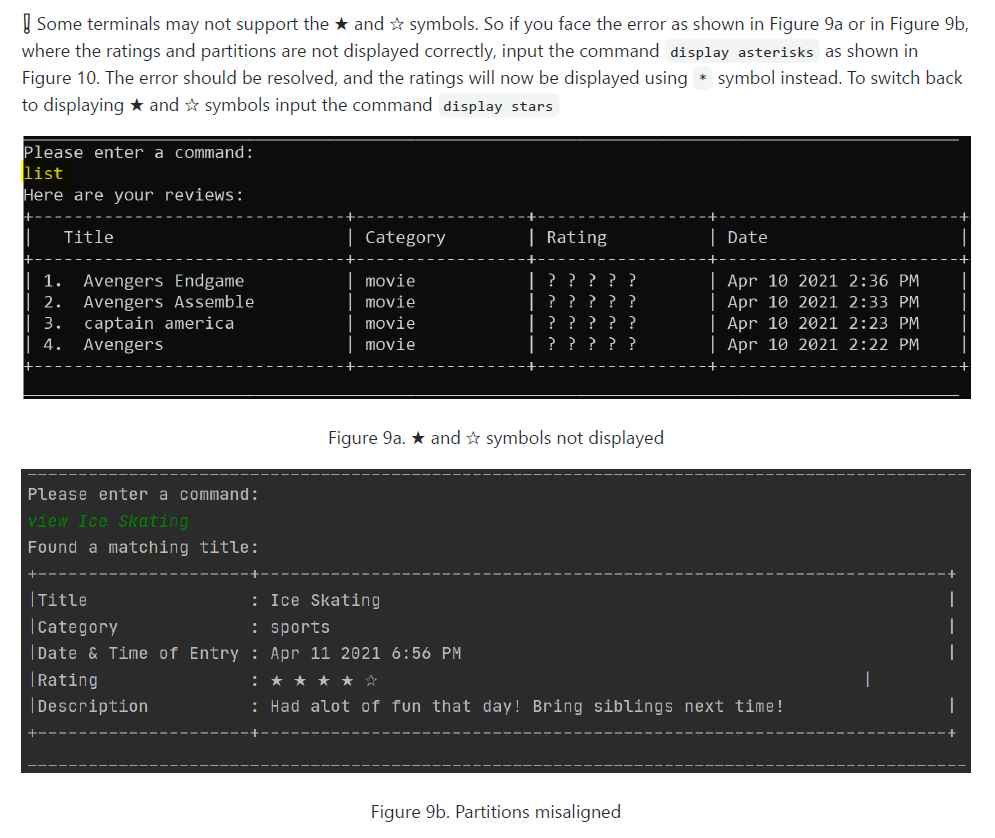 ❗ Some terminals may not support the ★ and ☆ symbols. So if you face the error as shown in Figure 9a or in Figure 9b,
where the ratings and partitions are not displayed correctly, input the command display asterisks as shown in
Figure 10. The error should be resolved, and the ratings will now be displayed using * symbol instead. To switch back
to displaying ★ and ☆ symbols input the command display stars
Please enter a command:
list
Here are your reviews:
| Title | Category | Rating | Date |
| 1. Avengers Endgame | movie | ? ? ? ? ? | Apr 10 2021 2:36 PM |
| 2. Avengers Assemble | movie | ? ? ? ? ? | Apr 10 2021 2:33 PM |
| 3. captain america | movie | ? ? ? ? ? | Apr 10 2021 2:23 PM |
| 4. Avengers | movie | ? ? ? ? ? | Apr 10 2021 2:22 PM |
Figure 9a. ★ and ☆ symbols not displayed
Please enter a command:
view Ice Skating
Found a matching title:
|Title : Ice Skating |
|Category : sports |
|Date & Time of Entry : Apr 11 2021 6:56 PM |
|Rating : ★ ★ ★ ★ ☆ |
|Description : Had alot of fun that day! Bring siblings next time! |
Figure 9b. Partitions misaligned